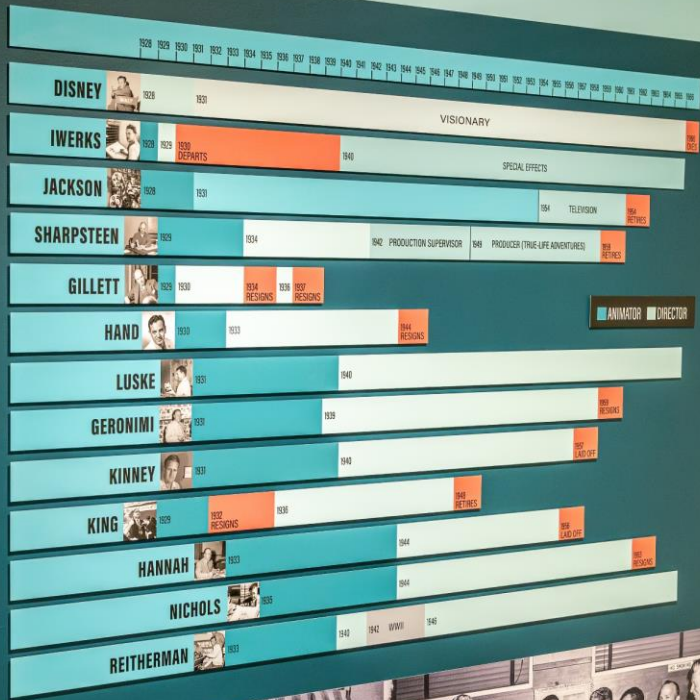 1928 1929 1930 1931 1932 1933 1934 1935 1936 1937 1938 1939 1940 1941 1942 1943 1944 1945 1946 1947 1948 1949 1950 1951 1952 1953 1954 1955 1956 1957 1958 1959 1960 1961 1962 1963 1964 1965 1966
DISNEY 1928 1931 VISIONARY 1966
DIES
IWERKS 1928 1929 1930
DEPARTS 1940 SPECIAL EFFECTS
JACKSON 1928 1931 1954 TELEVISION
RETIRES
SHARPSTEEN 1929 1934 1942 PRODUCTION SUPERVISOR 1949 PRODUCER (TRUE-LIFE ADVENTURES) 1959
RETIRES
GILLETT 1929 1930 1934
RESIGNS 1936 1937
RESIGNS
ANIMATOR DIRECTOR
HAND 1930 1933 1944
RESIGNS
LUSKE 1931 1940
GERONIMI 1931 1939 1959
RESIGNS
KINNEY 1931 1940 1957
LAID OFF
KING 1929 1932
RESIGNS 1936 1948
RETIRES
HANNAH 1933 1944
LAID OFF
NICHOLS 1935 1944
RESIGNS
REITHERMAN 1933 1940 1942 WWII 1946